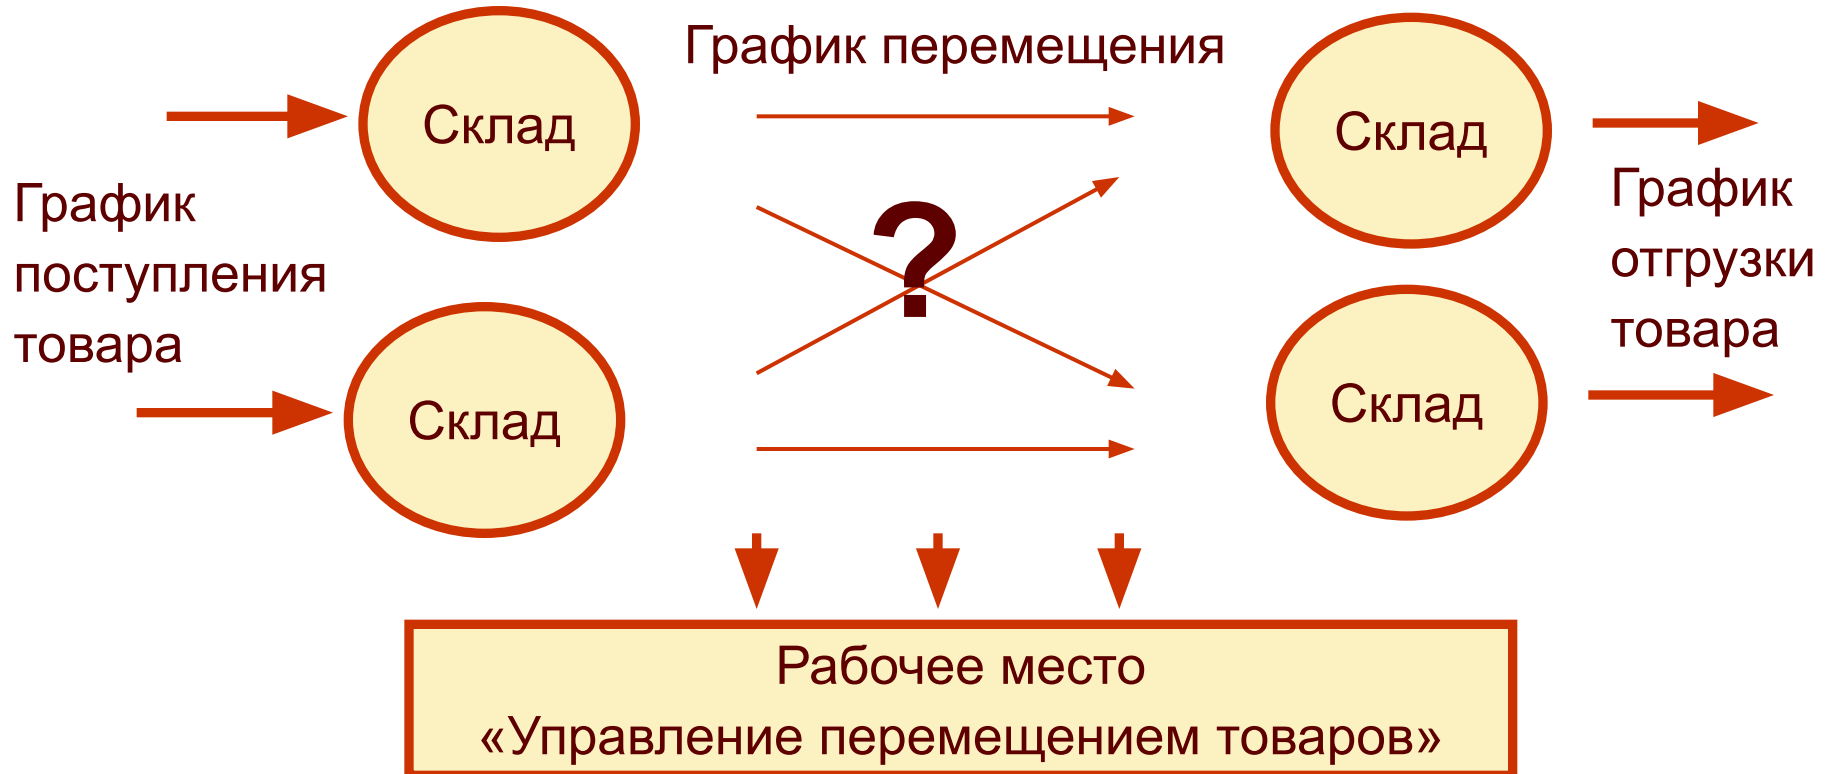 График перемещения
Склад
Склад
График
поступления
товара
?
График
отгрузки
товара
Склад
Склад
Рабочее место
«Управление перемещением товаров»